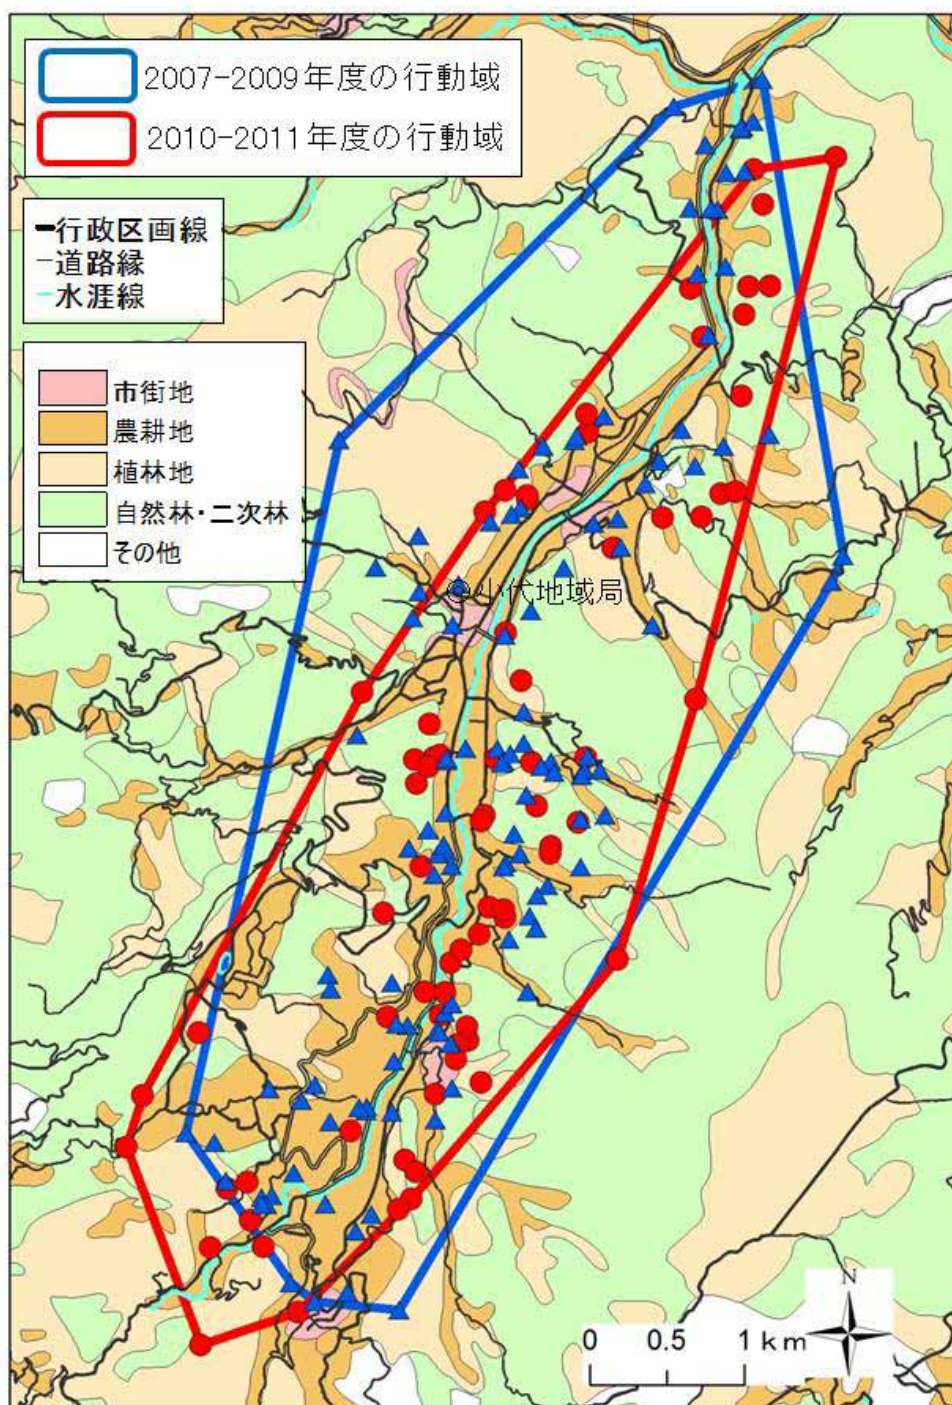 2007-2009年度の行動域
2010-2011年度の行動域
行政区画線
道路縁
水涯線
市街地
農耕地
植林地
自然林・二次林
その他
小代地域局
N
0 0.5 1 km